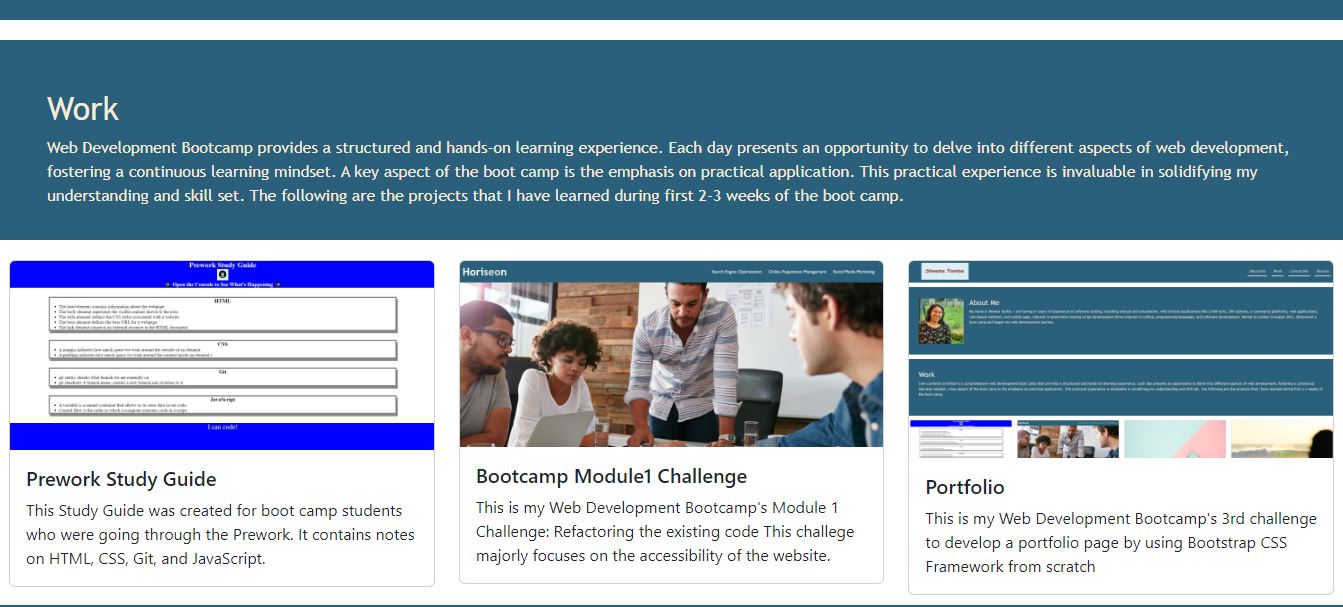 Work
Web Development Bootcamp provides a structured and hands-on learning experience. Each day presents an opportunity to delve into different aspects of web development,
fostering a continuous learning mindset. A key aspect of the boot camp is the emphasis on practical application. This practical experience is invaluable in solidifying my
understanding and skill set. The following are the projects that I have learned during first 2-3 weeks of the boot camp.
Prework Study Guide
Open the Console to See What's Happening
HTML
CSS
Git
JavaScript
I can code!
Prework Study Guide
This Study Guide was created for boot camp students
who were going through the Prework. It contains notes
on HTML, CSS, Git, and JavaScript.
Horiseon
Search Engine Optimization Online Reputation Management Social Media Marketing
Bootcamp Module1 Challenge
This is my Web Development Bootcamp's Module 1
Challenge: Refactoring the existing code This challege
majorly focuses on the accessibility of the website.
About Me Work Contact Me Resume
About Me
Work
Portfolio
This is my Web Development Bootcamp's 3rd challenge
to develop a portfolio page by using Bootstrap CSS
Framework from scratch